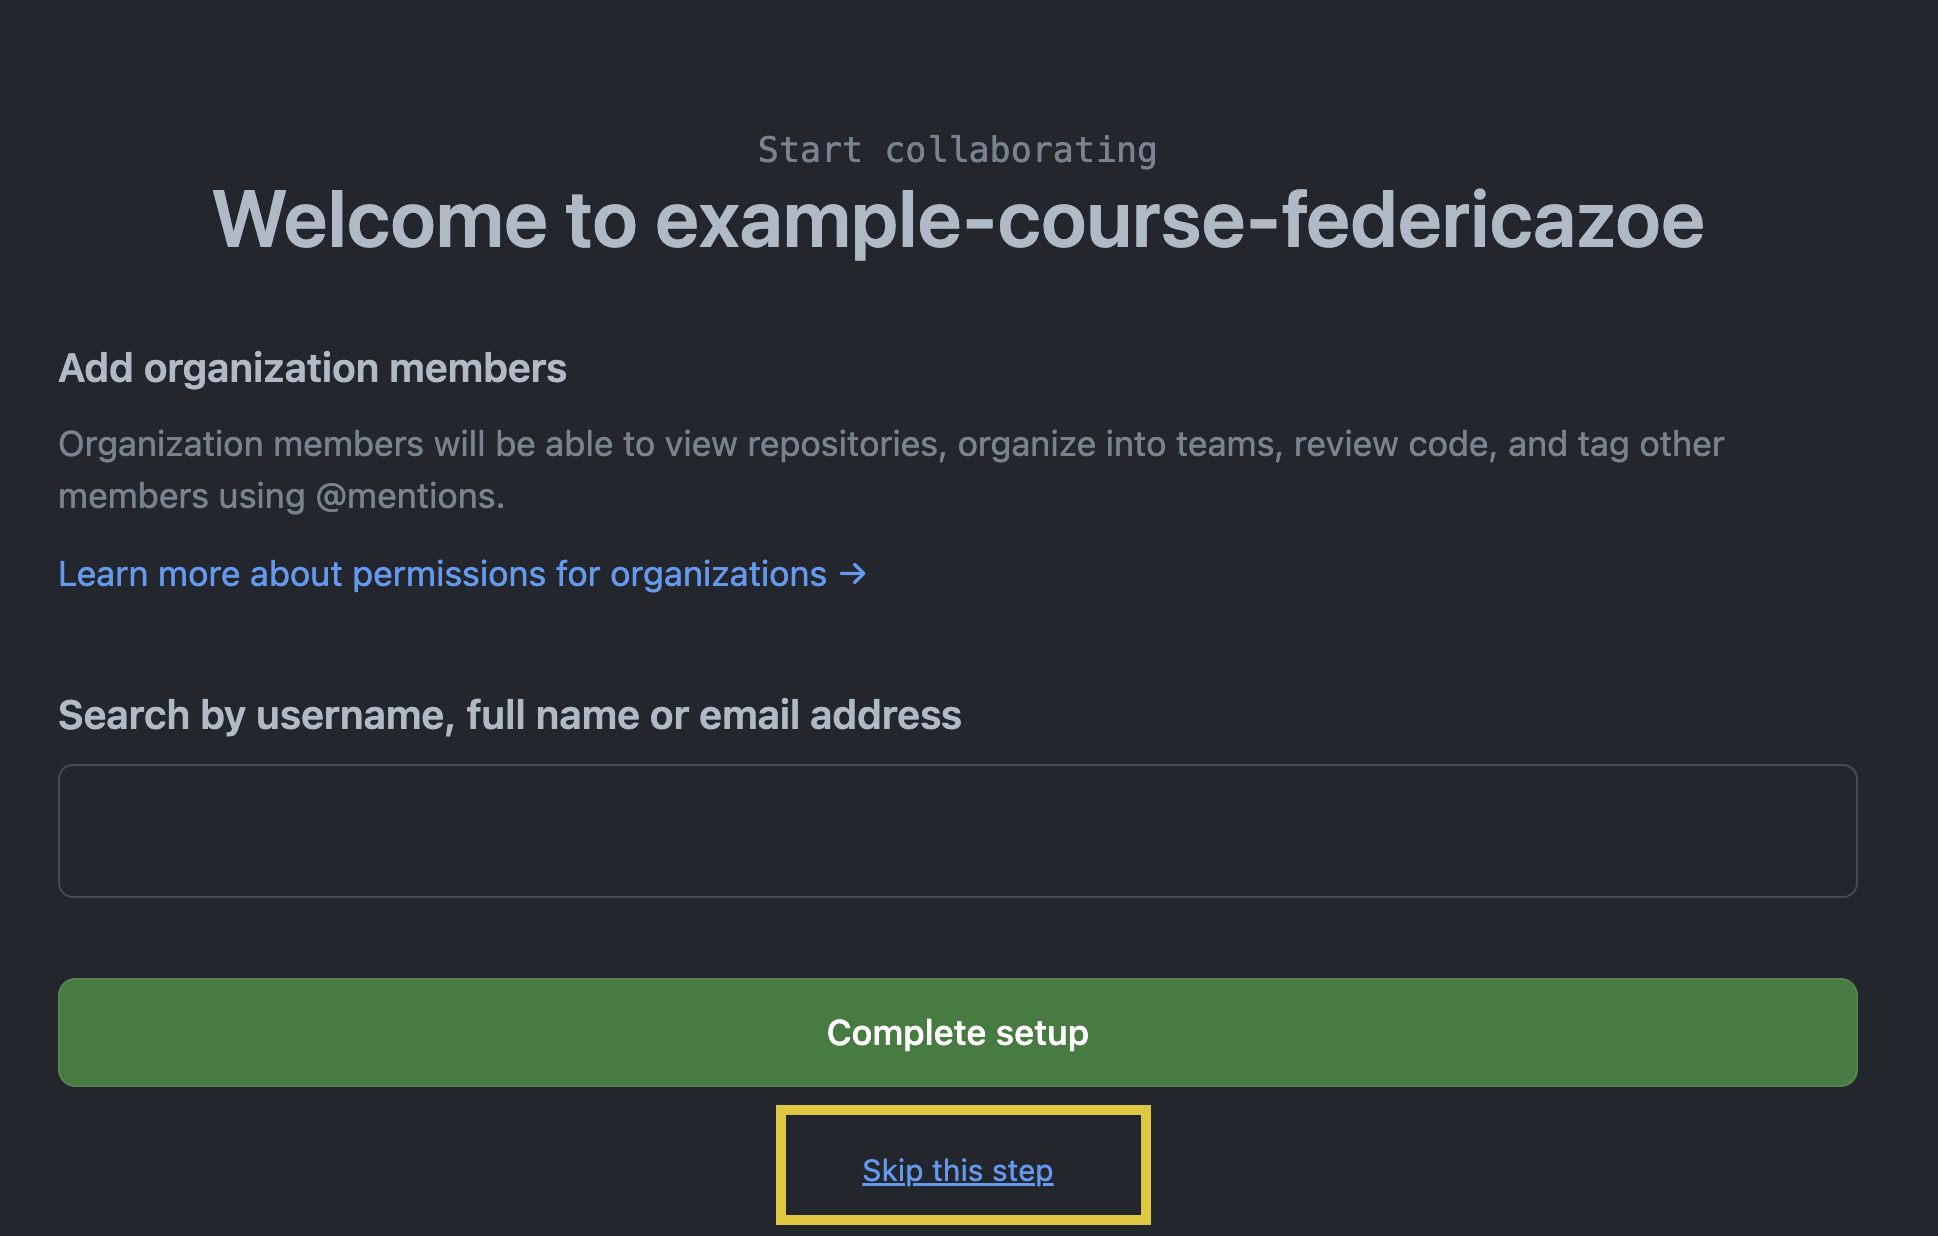 Start collaborating
Welcome to example-course-federicazoe
Add organization members
Organization members will be able to view repositories, organize into teams, review code, and tag other
members using @mentions.
Learn more about permissions for organizations →
Search by username, full name or email address
Complete setup
Skip this step